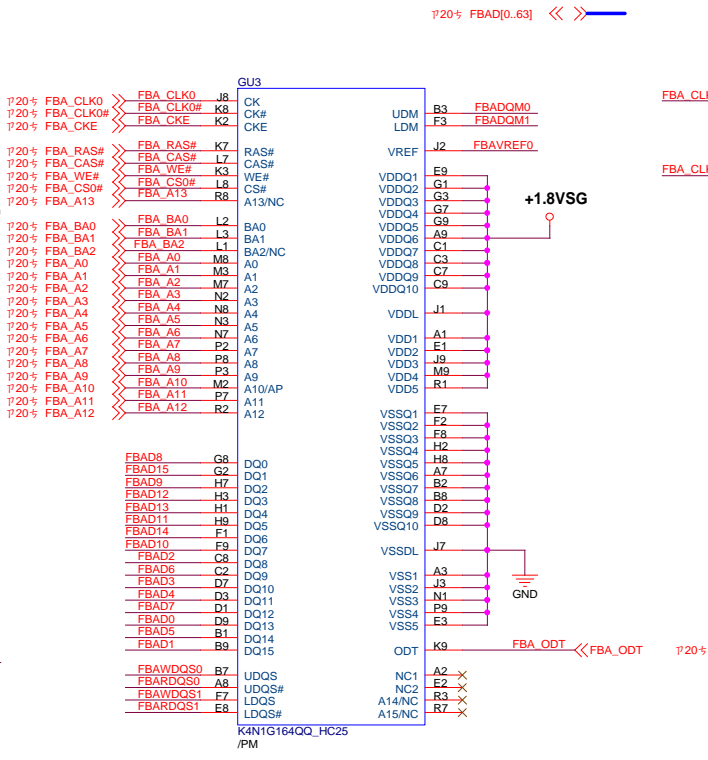 FBAD[0..63]
GU3
FBA_CLK0
FBA_CLK0#
FBA_CKE
FBA_RAS#
FBA_CAS#
FBA_WE#
FBA_CS0#
FBA_A13
FBA_BA0
FBA_BA1
FBA_BA2
FBA_A0
FBA_A1
FBA_A2
FBA_A3
FBA_A4
FBA_A5
FBA_A6
FBA_A7
FBA_A8
FBA_A9
FBA_A10
FBA_A11
FBA_A12
FBA_CLK0 J8 CK
FBA_CLK0# K8 CK#
FBA_CKE K2 CKE
FBA_RAS# K7 RAS#
FBA_CAS# L7 CAS#
FBA_WE# K3 WE#
FBA_CS0# L8 CS#
FBA_A13 R8 A13/NC
FBA_BA0 L2 BA0
FBA_BA1 L3 BA1
FBA_BA2 L1 BA2/NC
FBA_A0 M8 A0
FBA_A1 M3 A1
FBA_A2 M7 A2
FBA_A3 N2 A3
FBA_A4 N8 A4
FBA_A5 N3 A5
FBA_A6 N7 A6
FBA_A7 P2 A7
FBA_A8 P8 A8
FBA_A9 P3 A9
FBA_A10 M2 A10/AP
FBA_A11 P7 A11
FBA_A12 R2 A12
FBAD8 G8 DQ0
FBAD15 G2 DQ1
FBAD9 H7 DQ2
FBAD12 H3 DQ3
FBAD13 H1 DQ4
FBAD11 H9 DQ5
FBAD14 F1 DQ6
FBAD10 F9 DQ7
FBAD2 C8 DQ8
FBAD6 C2 DQ9
FBAD3 D7 DQ10
FBAD4 D3 DQ11
FBAD7 D1 DQ12
FBAD0 D9 DQ13
FBAD5 B1 DQ14
FBAD1 B9 DQ15
FBAWDQS0 B7 UDQS
FBARDQS0 A8 UDQS#
FBAWDQS1 F7 LDQS
FBARDQS1 E8 LDQS#
UDM B3 FBADQM0
LDM F3 FBADQM1
VREF J2 FBAVREF0
VDDQ1 E9
VDDQ2 G1
VDDQ3 G3
VDDQ4 G7
VDDQ5 G9
VDDQ6 A9
VDDQ7 C1
VDDQ8 C3
VDDQ9 C7
VDDQ10 C9
+1.8VSG
VDDL J1
VDD1 A1
VDD2 E1
VDD3 J9
VDD4 M9
VDD5 R1
VSSQ1 E7
VSSQ2 F2
VSSQ3 F8
VSSQ4 H2
VSSQ5 H8
VSSQ6 A7
VSSQ7 B2
VSSQ8 B8
VSSQ9 D2
VSSQ10 D8
VSSDL J7
VSS1 A3
VSS2 J3
VSS3 N1
VSS4 P9
VSS5 E3
GND
ODT K9 FBA_ODT FBA_ODT
NC1 A2
NC2 E2
A14/NC R3
A15/NC R7
K4N1G164QQ_HC25
/PM